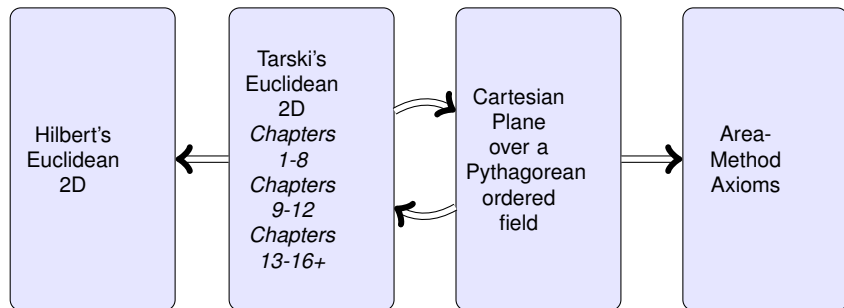 Hilbert's
Euclidean
2D
Tarski's
Euclidean
2D
Chapters
1-8
Chapters
9-12
Chapters
13-16+
Cartesian
Plane
over a
Pythagorean
ordered
field
Area-
Method
Axioms